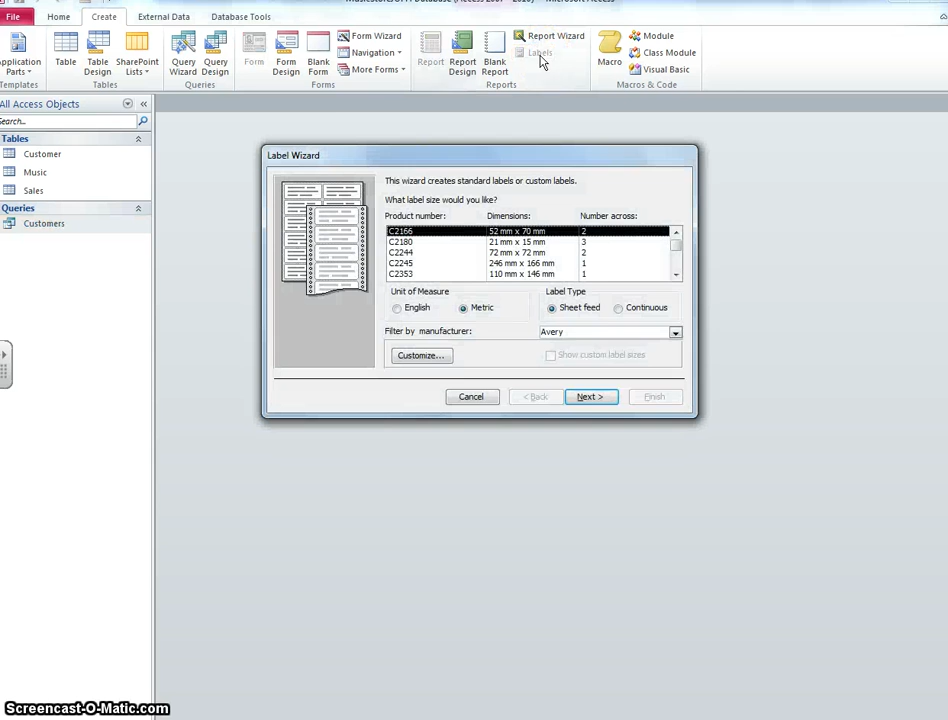 File Home Create External Data Database Tools
Application Parts Table Table Design SharePoint Lists Query Wizard Query Design Form Form Design Blank Form Form Wizard Navigation More Forms Report Report Design Blank Report Report Wizard Labels Macro Module Class Module Visual Basic
Templates Tables Queries Forms Reports Macros & Code
All Access Objects
Search...
Tables
Customer
Music
Sales
Queries
Customers
Label Wizard
This wizard creates standard labels or custom labels.
What label size would you like?
Product number: Dimensions: Number across:
C2166 52 mm x 70 mm 2
C2180 21 mm x 15 mm 3
C2244 72 mm x 72 mm 2
C2245 246 mm x 166 mm 1
C2353 110 mm x 146 mm 1
Unit of Measure Label Type
English Metric Sheet feed Continuous
Filter by manufacturer: Avery
Customize... Show custom label sizes
Cancel < Back Next > Finish
Screencast-O-Matic.com